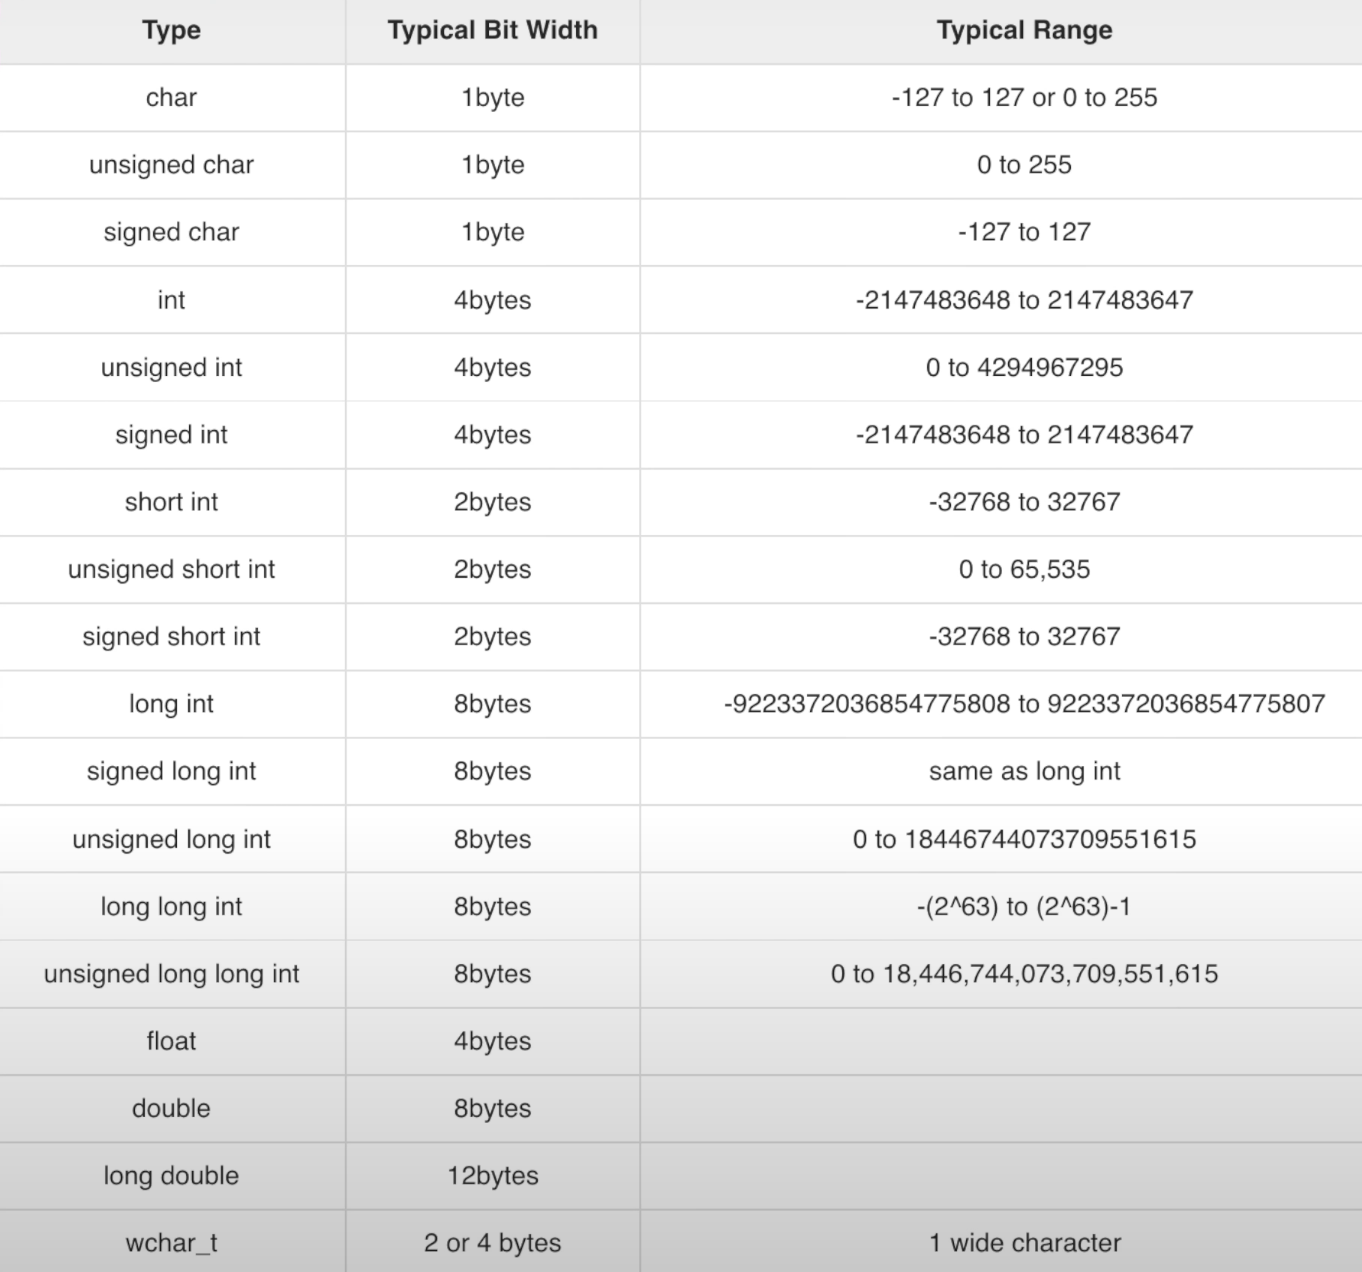 Type Typical Bit Width Typical Range
char 1byte -127 to 127 or 0 to 255
unsigned char 1byte 0 to 255
signed char 1byte -127 to 127
int 4bytes -2147483648 to 2147483647
unsigned int 4bytes 0 to 4294967295
signed int 4bytes -2147483648 to 2147483647
short int 2bytes -32768 to 32767
unsigned short int 2bytes 0 to 65,535
signed short int 2bytes -32768 to 32767
long int 8bytes -9223372036854775808 to 9223372036854775807
signed long int 8bytes same as long int
unsigned long int 8bytes 0 to 18446744073709551615
long long int 8bytes -(2^63) to (2^63)-1
unsigned long long int 8bytes 0 to 18,446,744,073,709,551,615
float 4bytes
double 8bytes
long double 12bytes
wchar_t 2 or 4 bytes 1 wide character